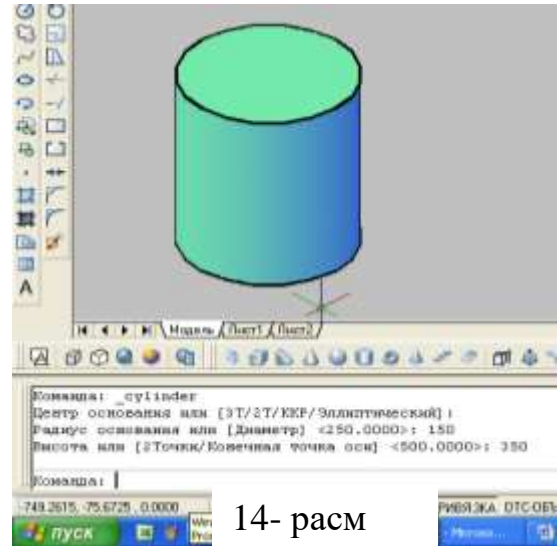 A
Модель Лист1 Лист2
Команда: _cylinder
Центр основания или [3Т/2Т/ККР/Эллиптический]:
Радиус основания или [Диаметр] <250.0000>: 150
Высота или [2Точки/Конечная точка оси] <500.0000>: 350
Команда:
-749.2615, -75.6725, 0.0000
ПРИВЯЗКА ОТС-ОБЪ
пуск
14- расм